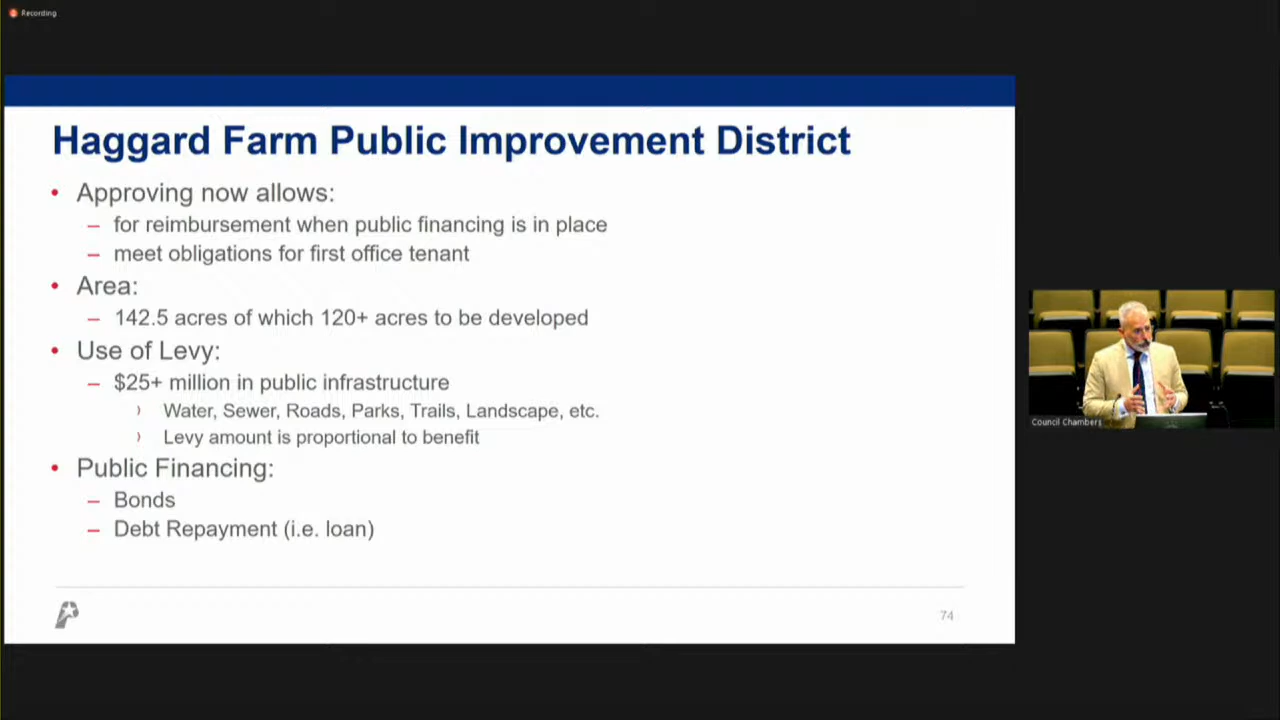 Recording
Haggard Farm Public Improvement District
• Approving now allows:
– for reimbursement when public financing is in place
– meet obligations for first office tenant
• Area:
– 142.5 acres of which 120+ acres to be developed
• Use of Levy:
– $25+ million in public infrastructure
› Water, Sewer, Roads, Parks, Trails, Landscape, etc.
› Levy amount is proportional to benefit
• Public Financing:
– Bonds
– Debt Repayment (i.e. loan)
74
Council Chambers